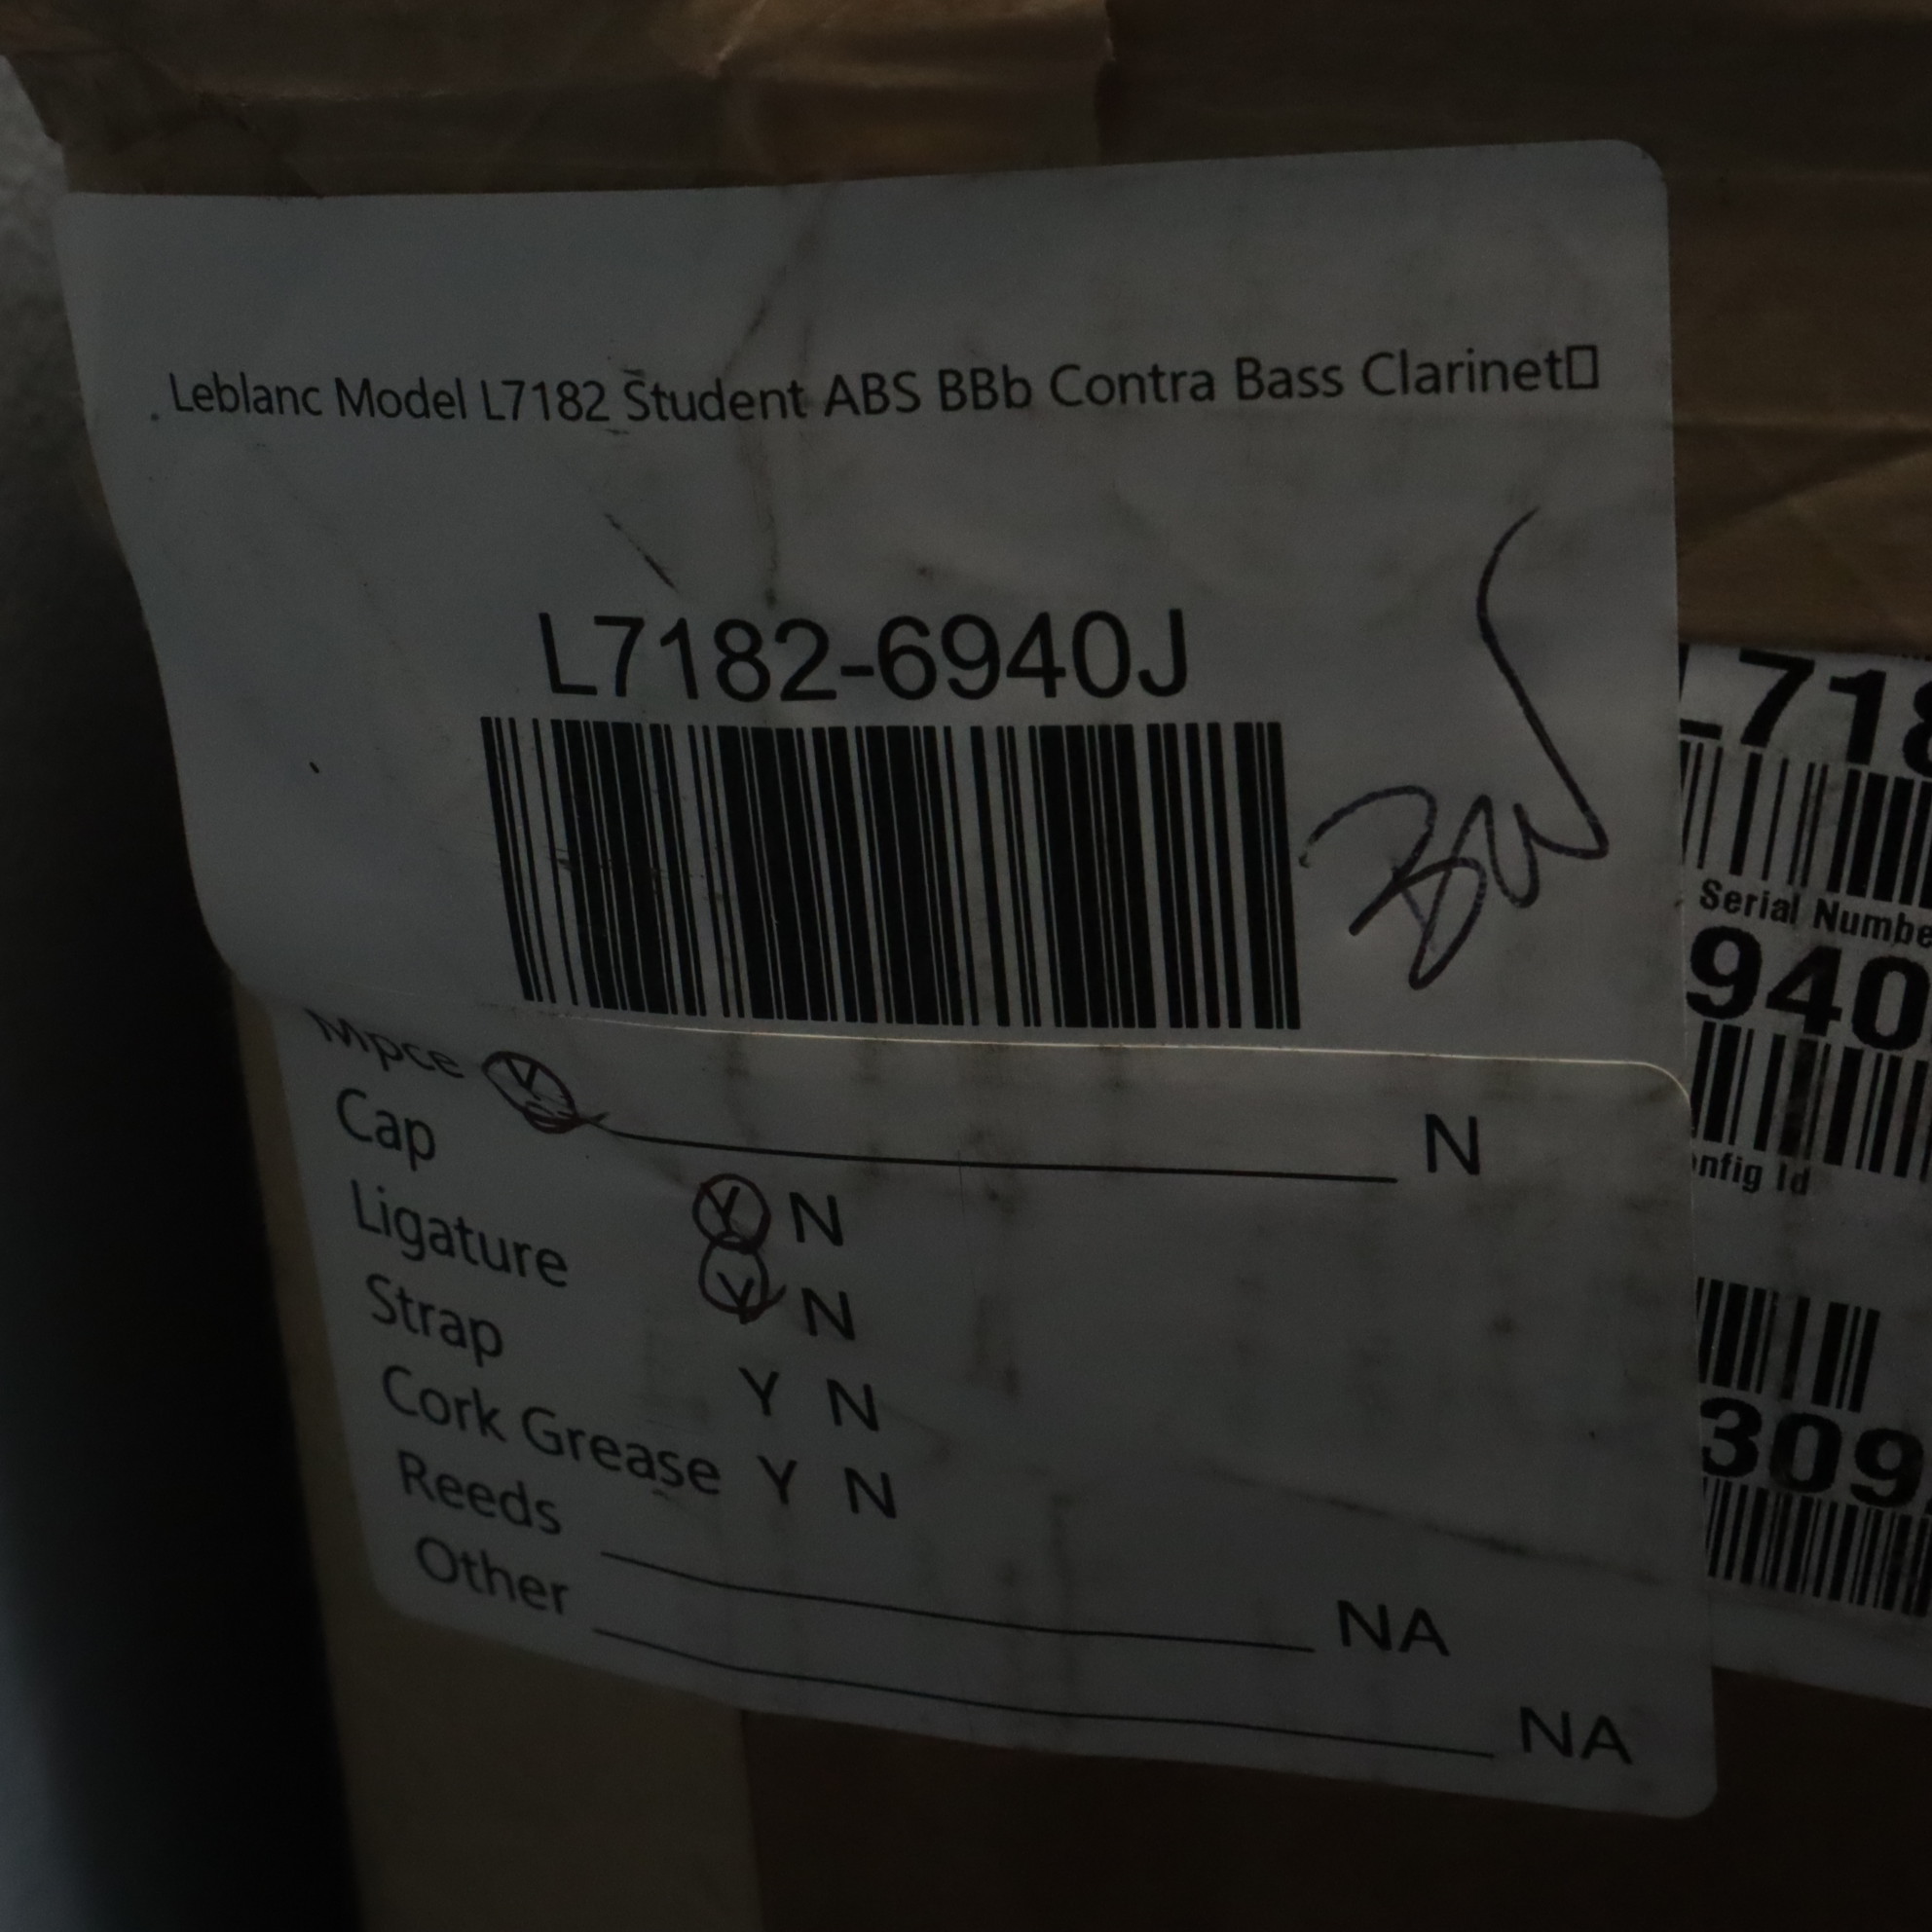 Leblanc Model L7182 Student ABS BBb Contra Bass Clarinet□
L7182-6940J
Mpce Y N
Cap Y N
Ligature Y N
Strap Y N
Cork Grease Y N
Reeds NA
Other NA
L718
Serial Numbe
940
nfig Id
309